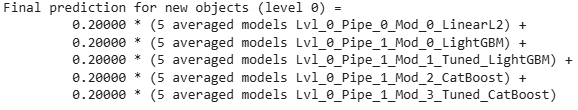 Final prediction for new objects (level 0) =
0.20000 * (5 averaged models Lvl_0_Pipe_0_Mod_0_LinearL2) +
0.20000 * (5 averaged models Lvl_0_Pipe_1_Mod_0_LightGBM) +
0.20000 * (5 averaged models Lvl_0_Pipe_1_Mod_1_Tuned_LightGBM) +
0.20000 * (5 averaged models Lvl_0_Pipe_1_Mod_2_CatBoost) +
0.20000 * (5 averaged models Lvl_0_Pipe_1_Mod_3_Tuned_CatBoost)